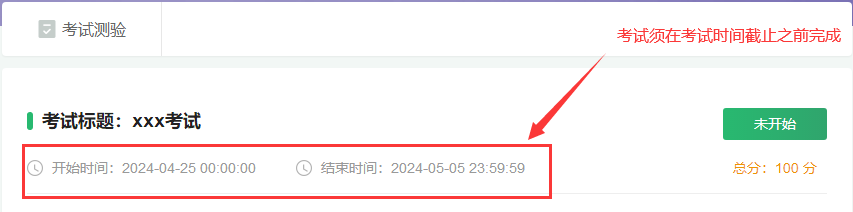 考试测验
考试须在考试时间截止之前完成
考试标题：xxx考试
未开始
开始时间：2024-04-25 00:00:00
结束时间：2024-05-05 23:59:59
总分：100 分